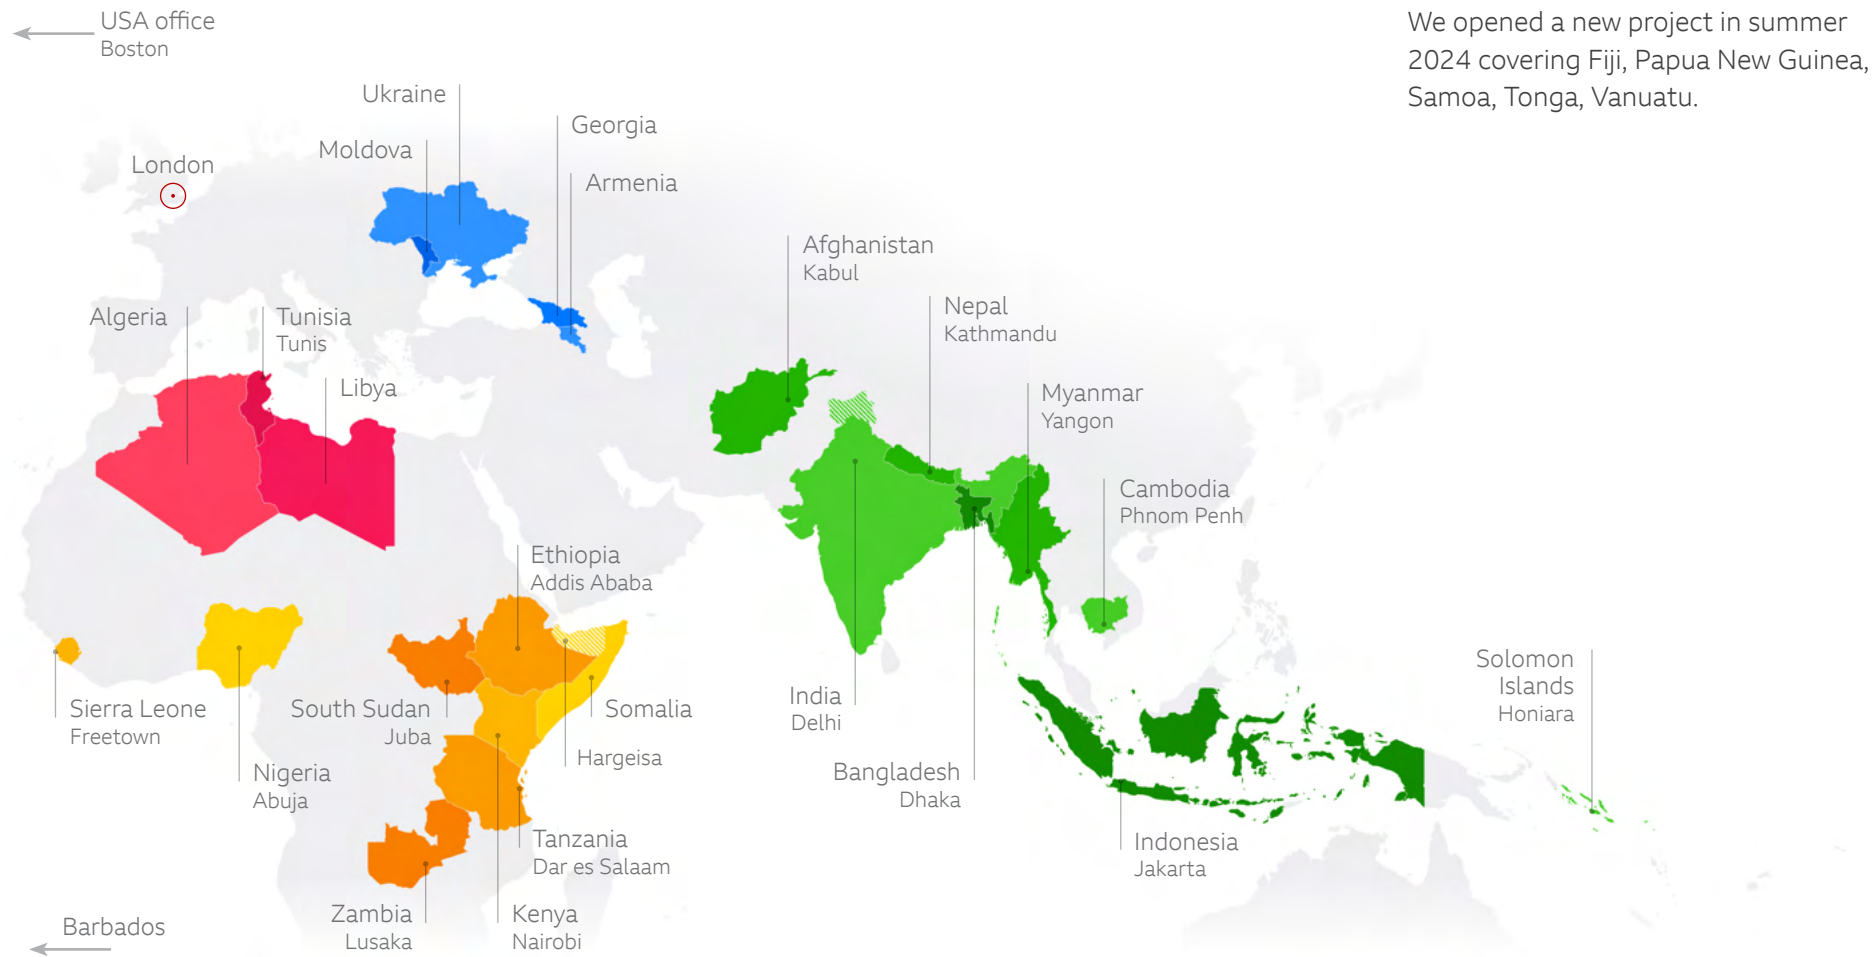 USA office
Boston
We opened a new project in summer
2024 covering Fiji, Papua New Guinea,
Samoa, Tonga, Vanuatu.
Ukraine
Georgia
Moldova
London
Armenia
Afghanistan
Kabul
Algeria
Tunisia
Tunis
Nepal
Kathmandu
Libya
Myanmar
Yangon
Cambodia
Phnom Penh
Ethiopia
Addis Ababa
Solomon
Islands
Honiara
Sierra Leone
Freetown
South Sudan
Juba
Somalia
India
Delhi
Hargeisa
Nigeria
Abuja
Bangladesh
Dhaka
Tanzania
Dar es Salaam
Indonesia
Jakarta
Zambia
Lusaka
Kenya
Nairobi
Barbados